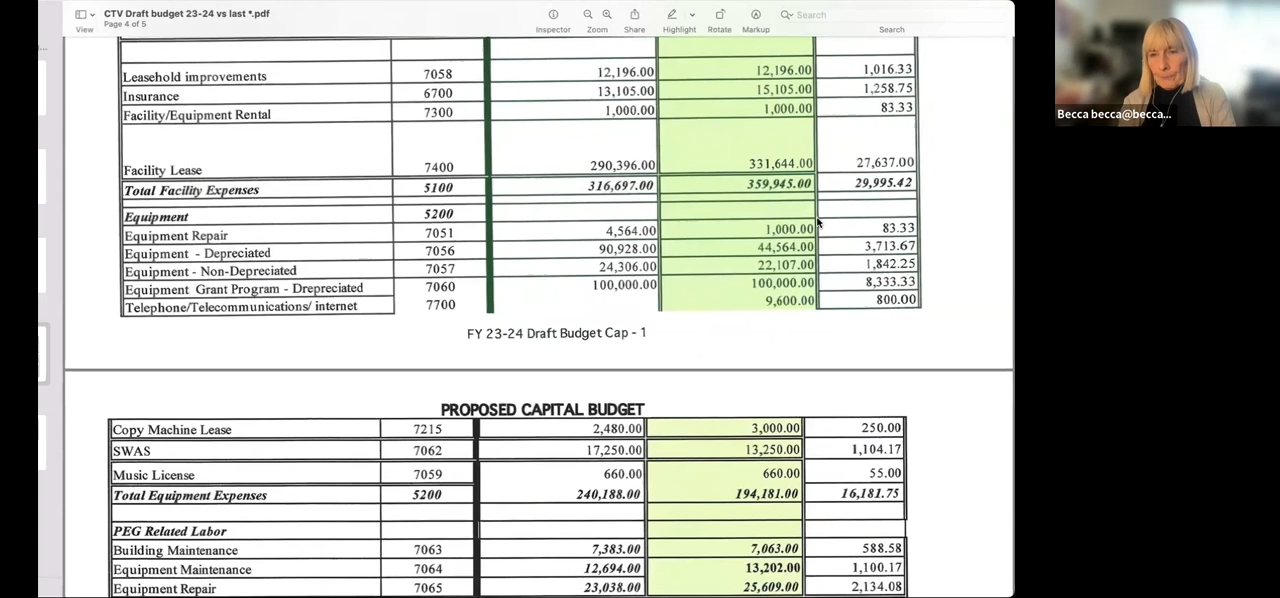 CTV Draft budget 23-24 vs last *.pdf
Page 4 of 5
View Inspector Zoom Share Highlight Rotate Markup Search Search
Leasehold improvements 7058 12,196.00 12,196.00 1,016.33
Insurance 6700 13,105.00 15,105.00 1,258.75
Facility/Equipment Rental 7300 1,000.00 1,000.00 83.33
Facility Lease 7400 290,396.00 331,644.00 27,637.00
Total Facility Expenses 5100 316,697.00 359,945.00 29,995.42
Equipment 5200
Equipment Repair 7051 4,564.00 1,000.00 83.33
Equipment - Depreciated 7056 90,928.00 44,564.00 3,713.67
Equipment - Non-Depreciated 7057 24,306.00 22,107.00 1,842.25
Equipment Grant Program - Drepreciated 7060 100,000.00 100,000.00 8,333.33
Telephone/Telecommunications/ internet 7700 9,600.00 800.00
FY 23-24 Draft Budget Cap - 1
PROPOSED CAPITAL BUDGET
Copy Machine Lease 7215 2,480.00 3,000.00 250.00
SWAS 7062 17,250.00 13,250.00 1,104.17
Music License 7059 660.00 660.00 55.00
Total Equipment Expenses 5200 240,188.00 194,181.00 16,181.75
PEG Related Labor
Building Maintenance 7063 7,383.00 7,063.00 588.58
Equipment Maintenance 7064 12,694.00 13,202.00 1,100.17
Equipment Repair 7065 23,038.00 25,609.00 2,134.08
Becca becca@becca...